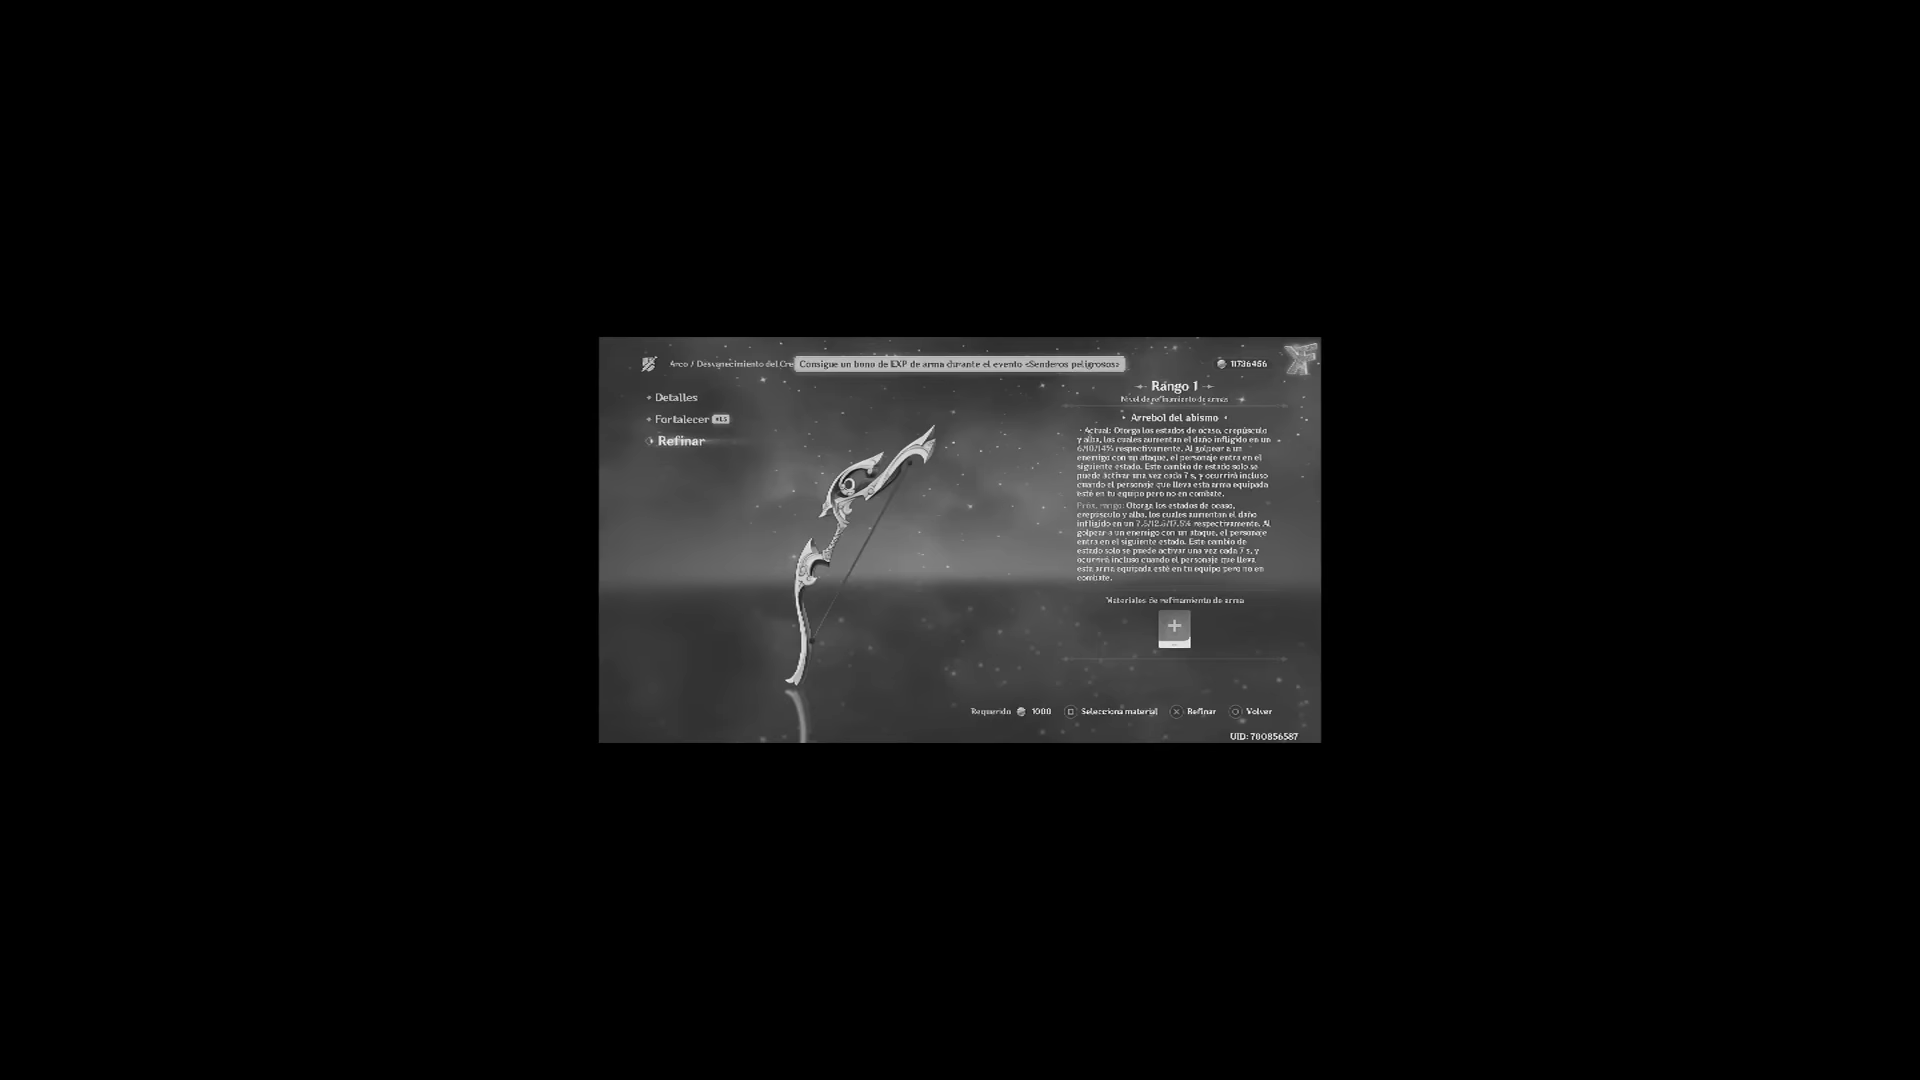 Arco / Desvanecimiento del Cre
Consigue un bono de EXP de arma durante el evento «Senderos peligrosos»
11736456
Detalles
Fortalecer
Refinar
Rango 1
Nivel de refinamiento de armas
Arrebol del abismo
· Actual: Otorga los estados de ocaso, crepúsculo
y alba, los cuales aumentan el daño infligido en un
6/10/14% respectivamente. Al golpear a un
enemigo con un ataque, el personaje entra en el
siguiente estado. Este cambio de estado solo se
puede activar una vez cada 7 s, y ocurrirá incluso
cuando el personaje que lleva esta arma equipada
esté en tu equipo pero no en combate.
Próx. rango: Otorga los estados de ocaso,
crepúsculo y alba, los cuales aumentan el daño
infligido en un 7.5/12.5/17.5% respectivamente. Al
golpear a un enemigo con un ataque, el personaje
entra en el siguiente estado. Este cambio de
estado solo se puede activar una vez cada 7 s, y
ocurrirá incluso cuando el personaje que lleva
esta arma equipada esté en tu equipo pero no en
combate.
Materiales de refinamiento de arma
Requerido 1000 Selecciona material Refinar Volver
UID: 700856587